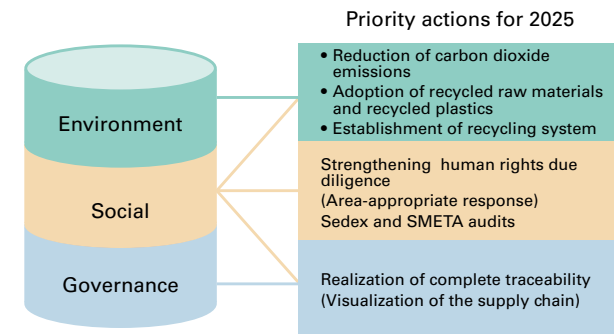 Priority actions for 2025
Environment
• Reduction of carbon dioxide
emissions
• Adoption of recycled raw materials
and recycled plastics
• Establishment of recycling system
Social
Strengthening human rights due
diligence
(Area-appropriate response)
Sedex and SMETA audits
Governance
Realization of complete traceability
(Visualization of the supply chain)